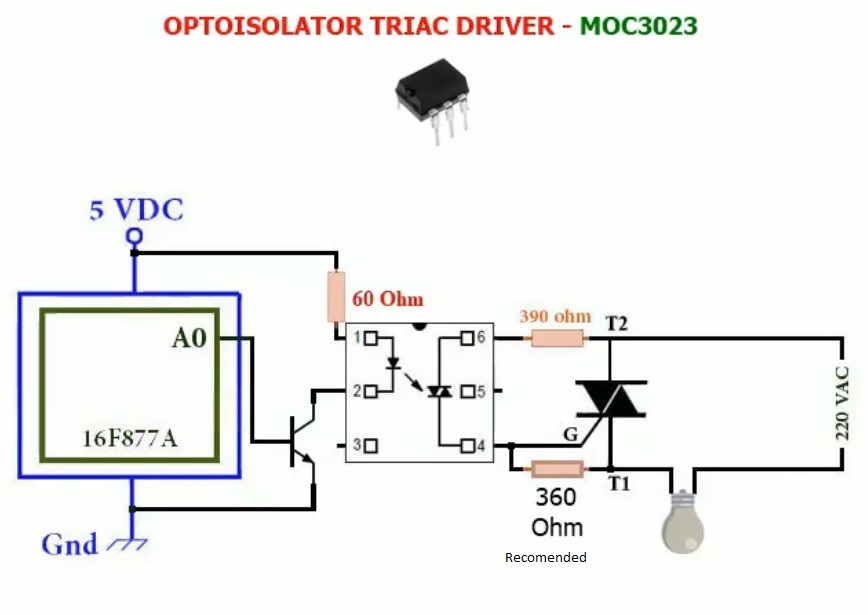 OPTOISOLATOR TRIAC DRIVER - MOC3023
5 VDC
60 Ohm
A0
16F877A
Gnd
1
2
3
6
5
4
390 ohm
T2
G
T1
360
Ohm
Recomended
220 VAC